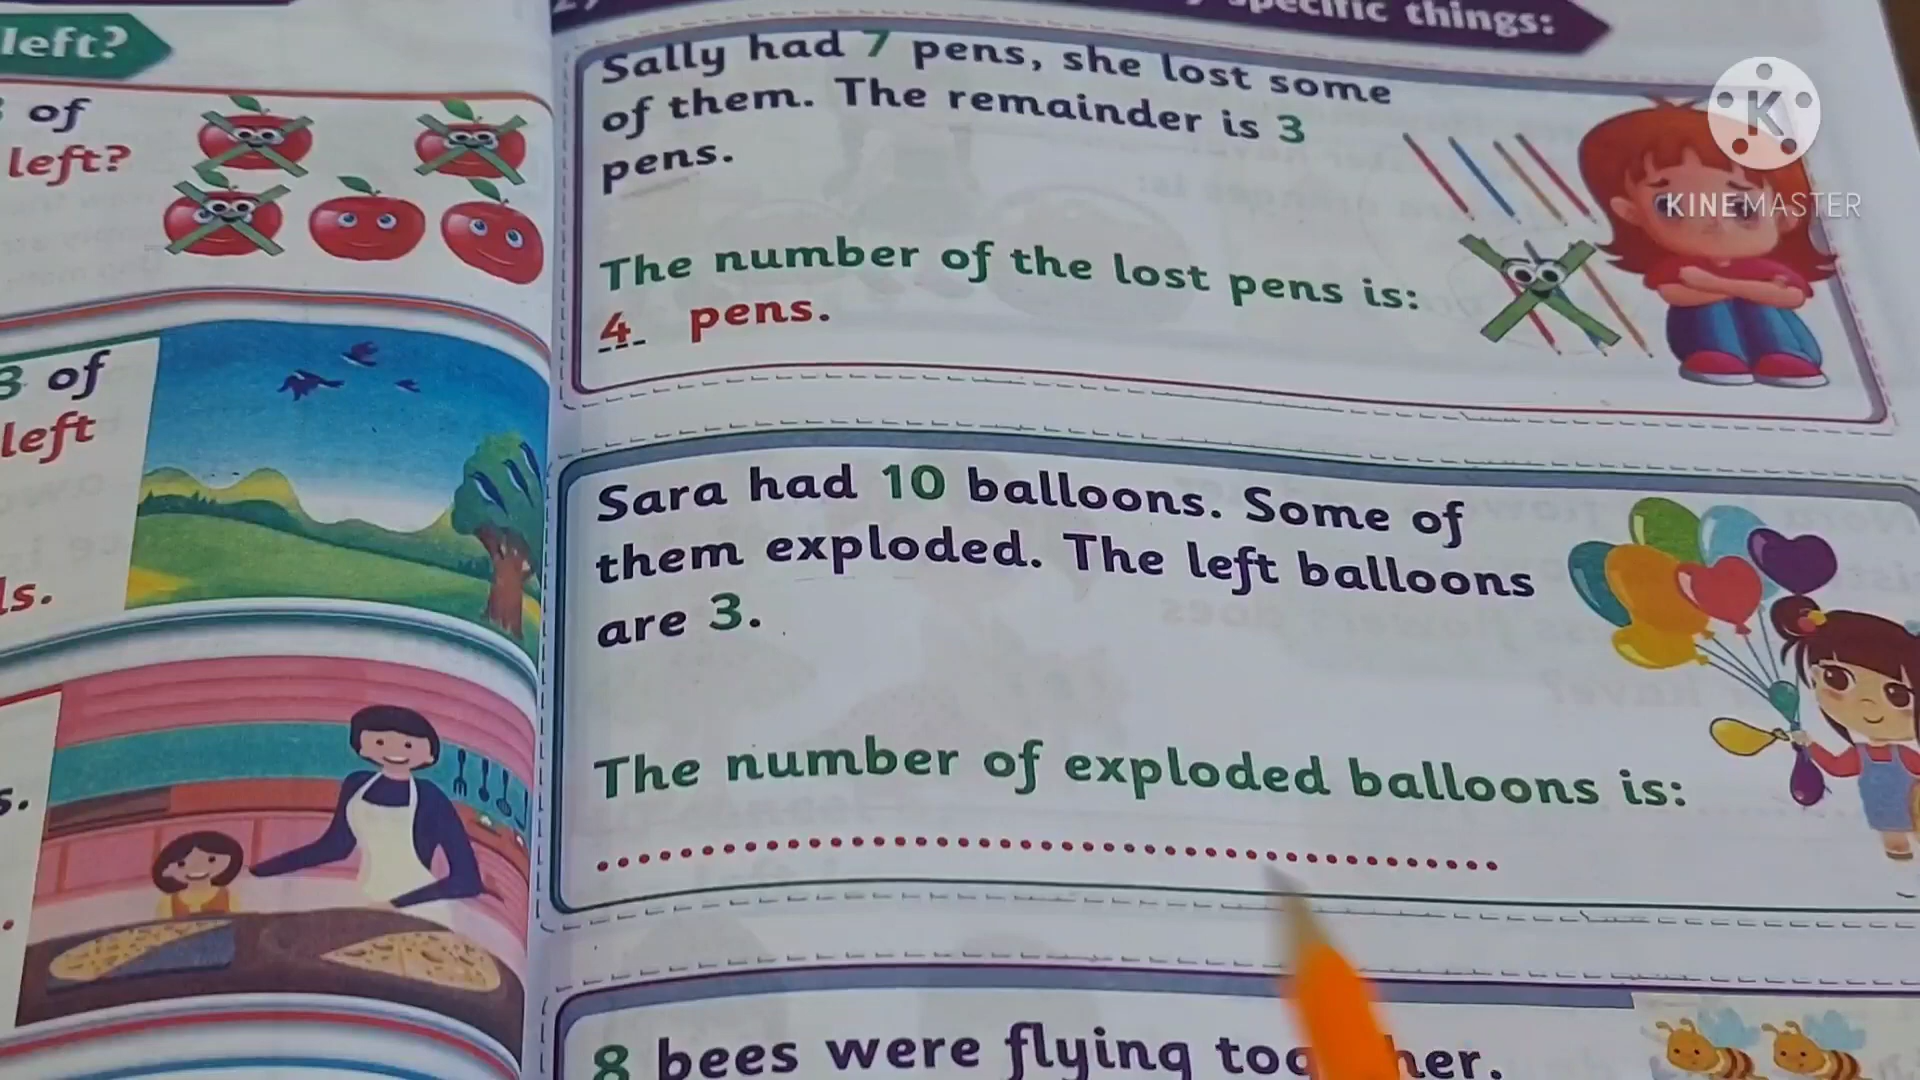 left?
of
left?
3 of
left
ls.
s.
specific things:
Sally had 7 pens, she lost some
of them. The remainder is 3
pens.
The number of the lost pens is:
4 pens.
Sara had 10 balloons. Some of
them exploded. The left balloons
are 3.
The number of exploded balloons is:
8 bees were flying
K
KINEMASTER